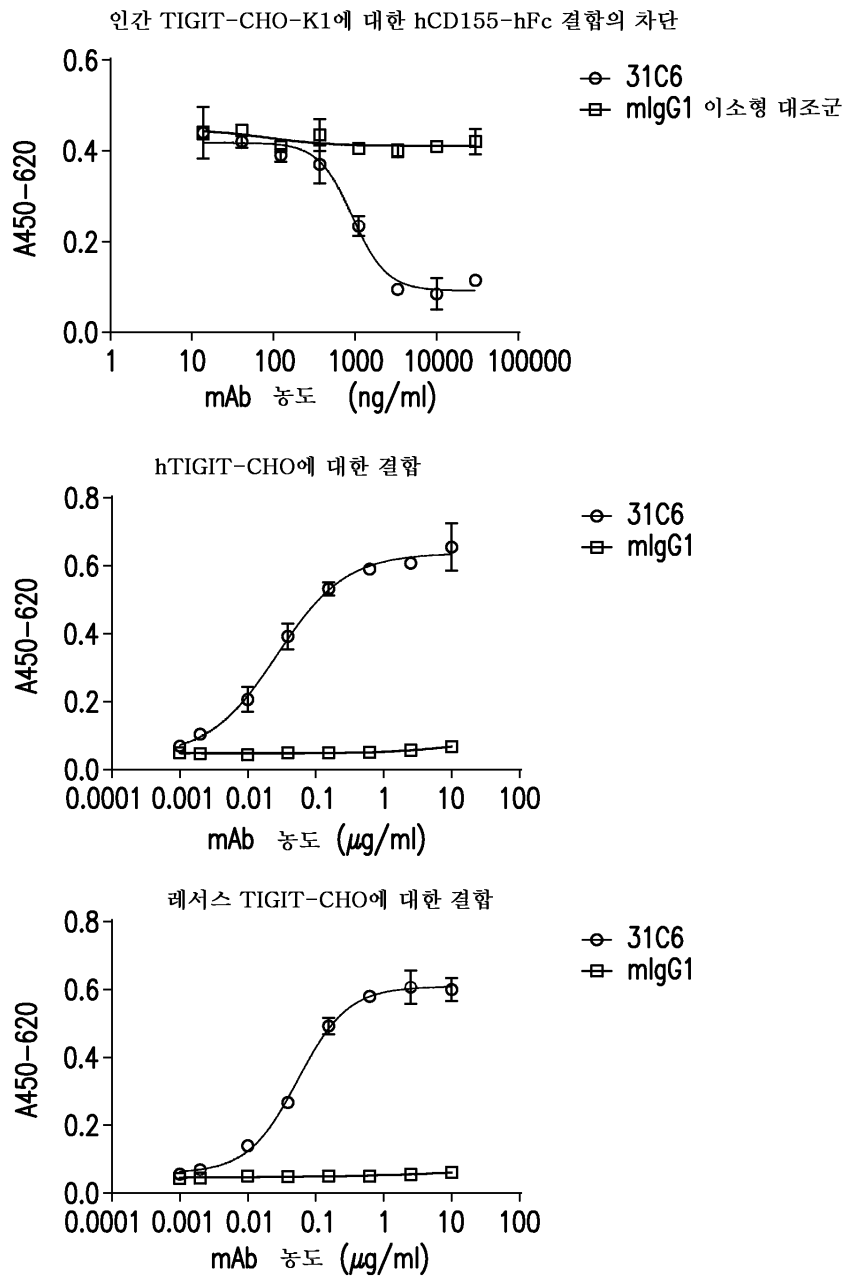 인간 TIGIT-CHO-K1에 대한 hCD155-hFc 결합의 차단
0.6
0.4
0.2
0.0
A450-620
1 10 100 1000 10000 100000
mAb 농도 (ng/ml)
31C6
mIgG1 이소형 대조군
hTIGIT-CHO에 대한 결합
0.8
0.6
0.4
0.2
0.0
A450-620
0.0001 0.001 0.01 0.1 1 10 100
mAb 농도 (μg/ml)
31C6
mIgG1
레서스 TIGIT-CHO에 대한 결합
0.8
0.6
0.4
0.2
0.0
A450-620
0.0001 0.001 0.01 0.1 1 10 100
mAb 농도 (μg/ml)
31C6
mIgG1